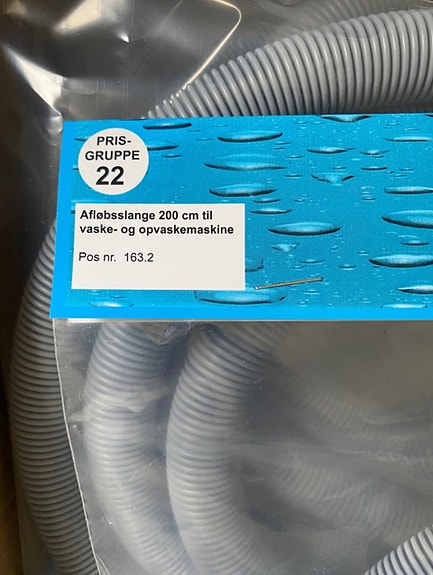 PRIS-
GRUPPE
22
Afløbsslange 200 cm til
vaske- og opvaskemaskine
Pos nr. 163.2